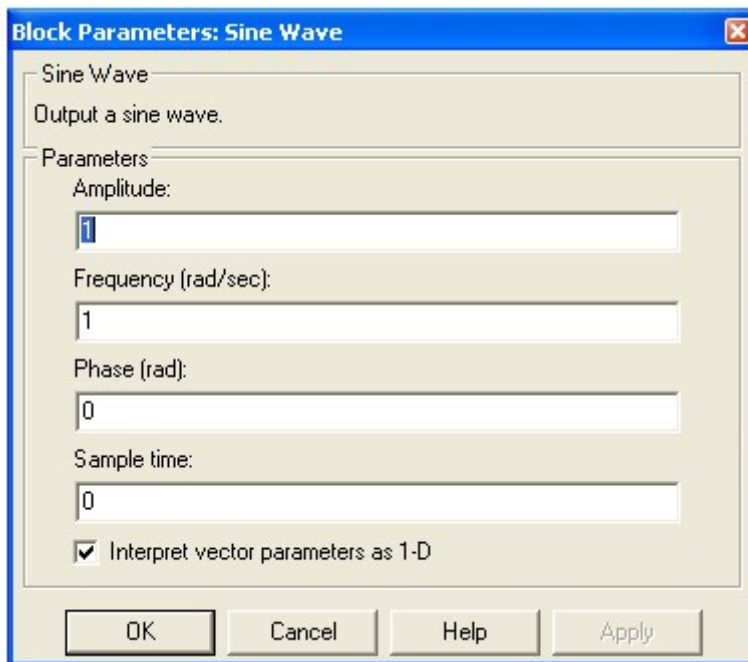 Block Parameters: Sine Wave
Sine Wave
Output a sine wave.
Parameters
Amplitude:
1
Frequency (rad/sec):
1
Phase (rad):
0
Sample time:
0
Interpret vector parameters as 1-D
OK Cancel Help Apply